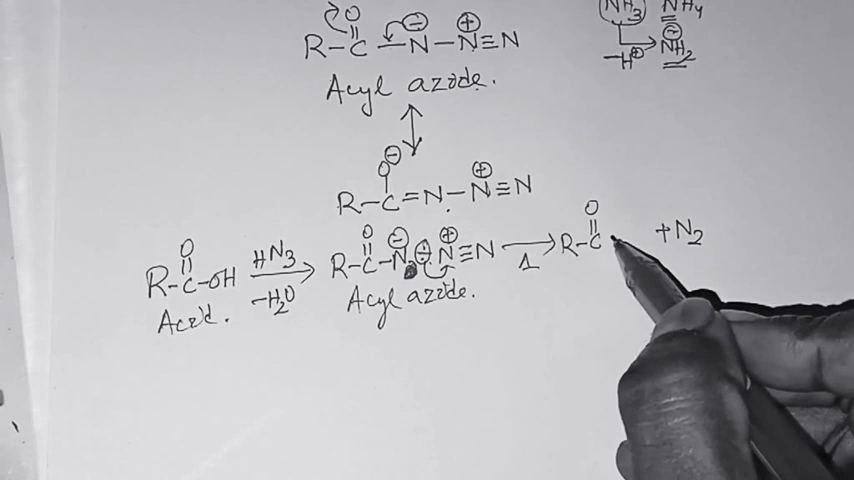 O NH3 NH4
R-C-N-N≡N -H⊕ NH2
Acyl azide.
O⊖ ⊕
R-C=N-N≡N
O
R-C-OH HN3 -H2O R-C-N N≡N Δ R-C +N2
Acid. Acyl azide.